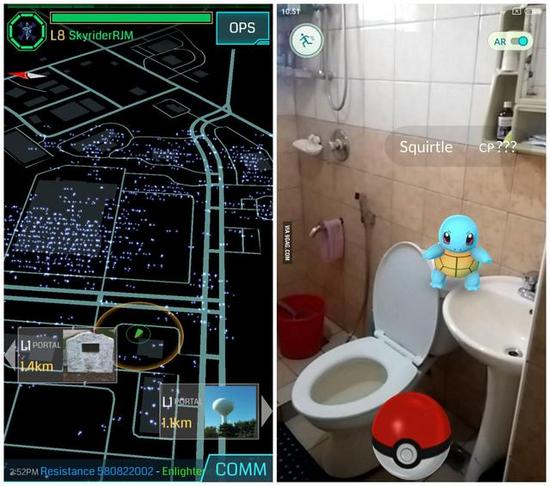 L8 SkyriderRJM
OPS
L1 PORTAL
1.4km
L1 PORTAL
1.1km
2:52PM Resistance 580822002 - Enlighte
COMM
10.51
AR
Squirtle / CP ???
VIA 9GAG.COM